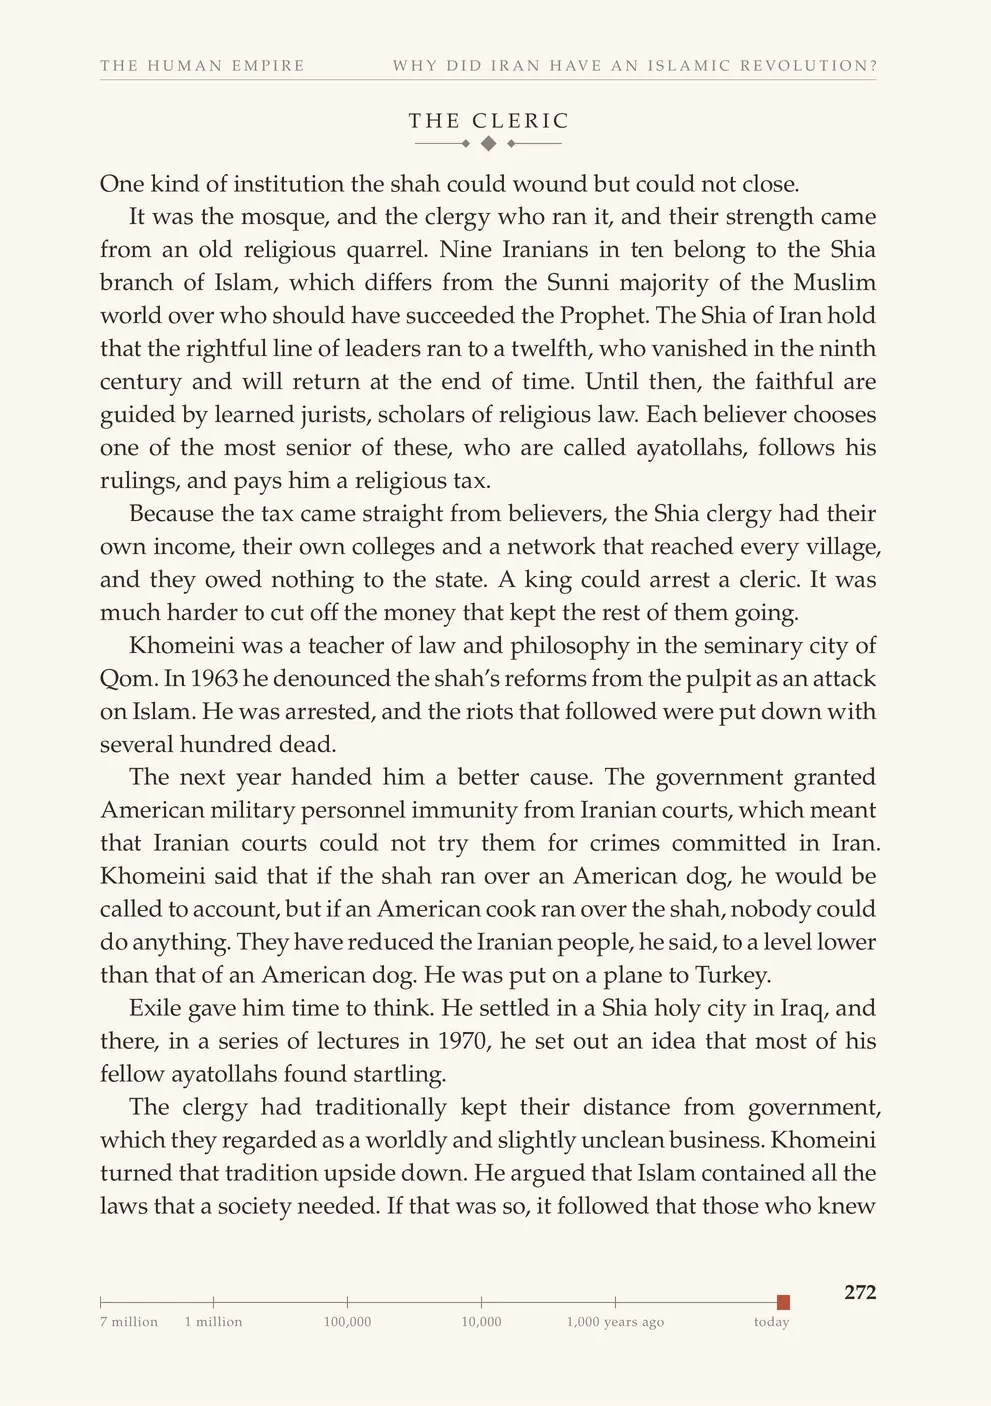 THE HUMAN EMPIRE WHY DID IRAN HAVE AN ISLAMIC REVOLUTION?
THE CLERIC
One kind of institution the shah could wound but could not close.
It was the mosque, and the clergy who ran it, and their strength came
from an old religious quarrel. Nine Iranians in ten belong to the Shia
branch of Islam, which differs from the Sunni majority of the Muslim
world over who should have succeeded the Prophet. The Shia of Iran hold
that the rightful line of leaders ran to a twelfth, who vanished in the ninth
century and will return at the end of time. Until then, the faithful are
guided by learned jurists, scholars of religious law. Each believer chooses
one of the most senior of these, who are called ayatollahs, follows his
rulings, and pays him a religious tax.
Because the tax came straight from believers, the Shia clergy had their
own income, their own colleges and a network that reached every village,
and they owed nothing to the state. A king could arrest a cleric. It was
much harder to cut off the money that kept the rest of them going.
Khomeini was a teacher of law and philosophy in the seminary city of
Qom. In 1963 he denounced the shah's reforms from the pulpit as an attack
on Islam. He was arrested, and the riots that followed were put down with
several hundred dead.
The next year handed him a better cause. The government granted
American military personnel immunity from Iranian courts, which meant
that Iranian courts could not try them for crimes committed in Iran.
Khomeini said that if the shah ran over an American dog, he would be
called to account, but if an American cook ran over the shah, nobody could
do anything. They have reduced the Iranian people, he said, to a level lower
than that of an American dog. He was put on a plane to Turkey.
Exile gave him time to think. He settled in a Shia holy city in Iraq, and
there, in a series of lectures in 1970, he set out an idea that most of his
fellow ayatollahs found startling.
The clergy had traditionally kept their distance from government,
which they regarded as a worldly and slightly unclean business. Khomeini
turned that tradition upside down. He argued that Islam contained all the
laws that a society needed. If that was so, it followed that those who knew
272
7 million 1 million 100,000 10,000 1,000 years ago today